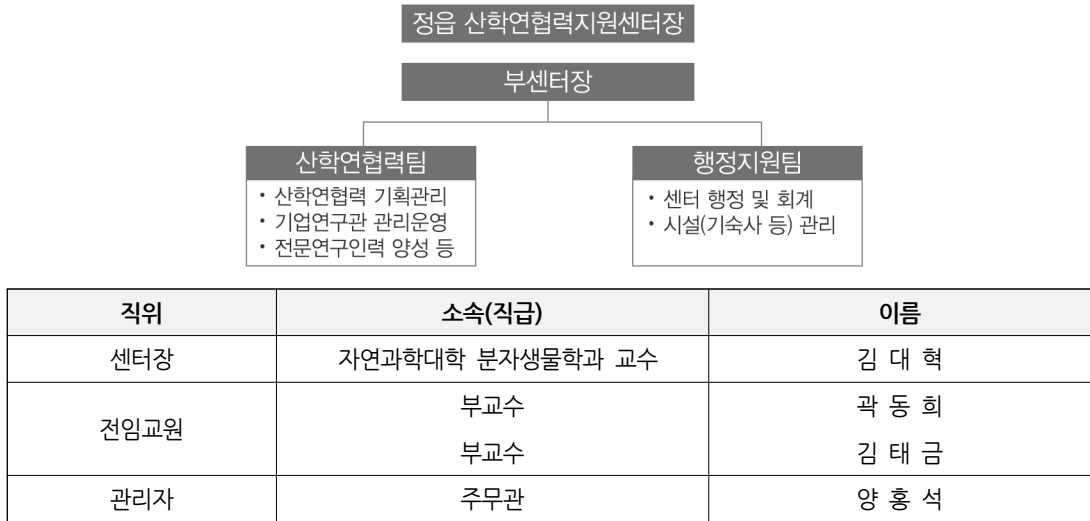 정읍 산학연협력지원센터장
부센터장
산학연협력팀
• 산학연협력 기획관리
• 기업연구관 관리운영
• 전문연구인력 양성 등
행정지원팀
• 센터 행정 및 회계
• 시설(기숙사 등) 관리
직위 소속(직급) 이름
센터장 자연과학대학 분자생물학과 교수 김 대 혁
전임교원 부교수 곽 동 희
부교수 김 태 금
관리자 주무관 양 홍 석